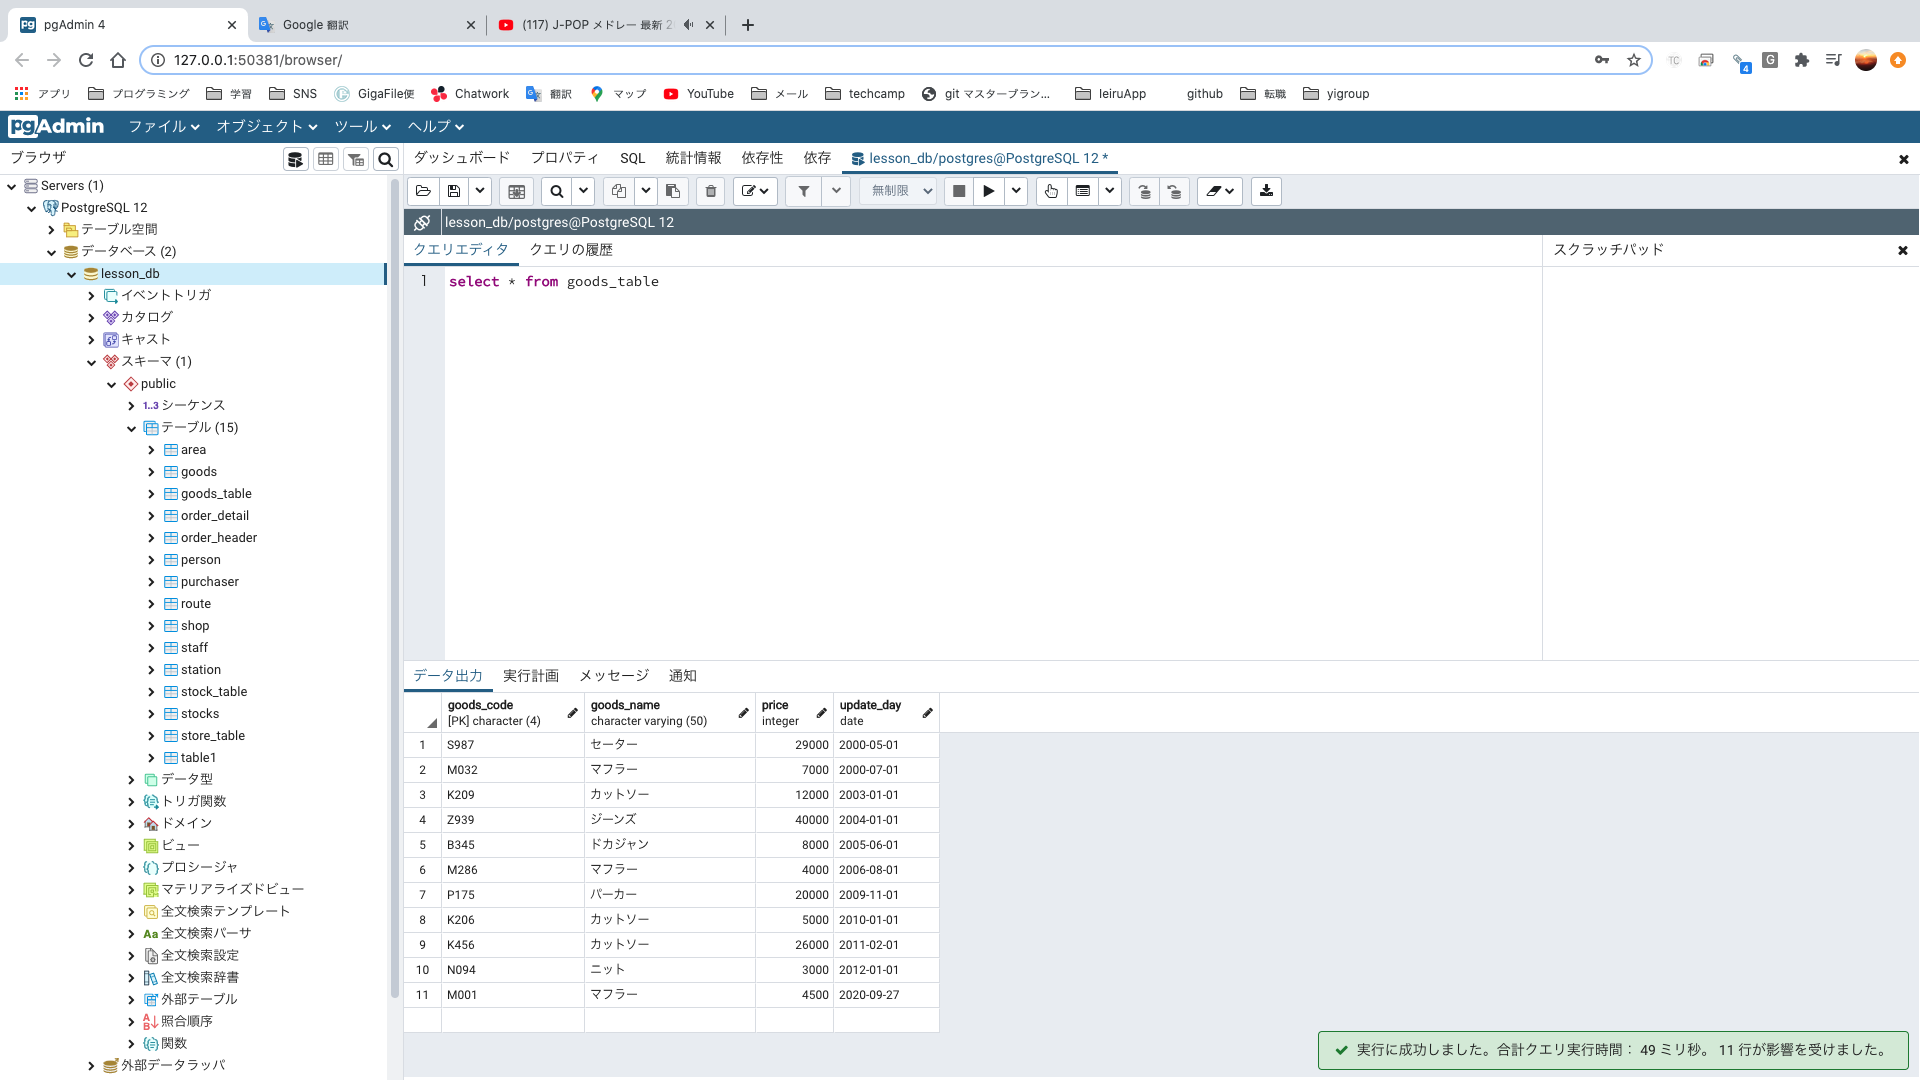 pgAdmin 4
Google 翻訳
(117) J-POP メドレー 最新 2
127.0.0.1:50381/browser/
アプリ プログラミング 学習 SNS GigaFile便 Chatwork 翻訳 マップ YouTube メール techcamp git マスタープラン... leiruApp github 転職 yigroup
pgAdmin ファイル オブジェクト ツール ヘルプ
ブラウザ
ダッシュボード プロパティ SQL 統計情報 依存性 依存 lesson_db/postgres@PostgreSQL 12 *
無制限
lesson_db/postgres@PostgreSQL 12
クエリエディタ クエリの履歴
スクラッチパッド
1 select * from goods_table
Servers (1)
PostgreSQL 12
テーブル空間
データベース (2)
lesson_db
イベントトリガ
カタログ
キャスト
スキーマ (1)
public
1..3 シーケンス
テーブル (15)
area
goods
goods_table
order_detail
order_header
person
purchaser
route
shop
staff
station
stock_table
stocks
store_table
table1
データ型
トリガ関数
ドメイン
ビュー
プロシージャ
マテリアライズドビュー
全文検索テンプレート
Aa 全文検索パーサ
全文検索設定
全文検索辞書
外部テーブル
照合順序
関数
外部データラッパ
データ出力 実行計画 メッセージ 通知
goods_code goods_name price update_day
[PK] character (4) character varying (50) integer date
1 S987 セーター 29000 2000-05-01
2 M032 マフラー 7000 2000-07-01
3 K209 カットソー 12000 2003-01-01
4 Z939 ジーンズ 40000 2004-01-01
5 B345 ドカジャン 8000 2005-06-01
6 M286 マフラー 4000 2006-08-01
7 P175 パーカー 20000 2009-11-01
8 K206 カットソー 5000 2010-01-01
9 K456 カットソー 26000 2011-02-01
10 N094 ニット 3000 2012-01-01
11 M001 マフラー 4500 2020-09-27
実行に成功しました。合計クエリ実行時間： 49 ミリ秒。 11 行が影響を受けました。